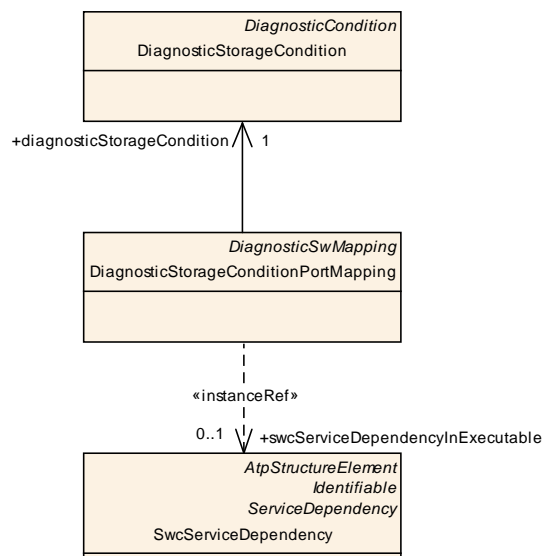 DiagnosticCondition
DiagnosticStorageCondition
+diagnosticStorageCondition 1
DiagnosticSwMapping
DiagnosticStorageConditionPortMapping
«instanceRef»
0..1 +swcServiceDependencyInExecutable
AtpStructureElement
Identifiable
ServiceDependency
SwcServiceDependency